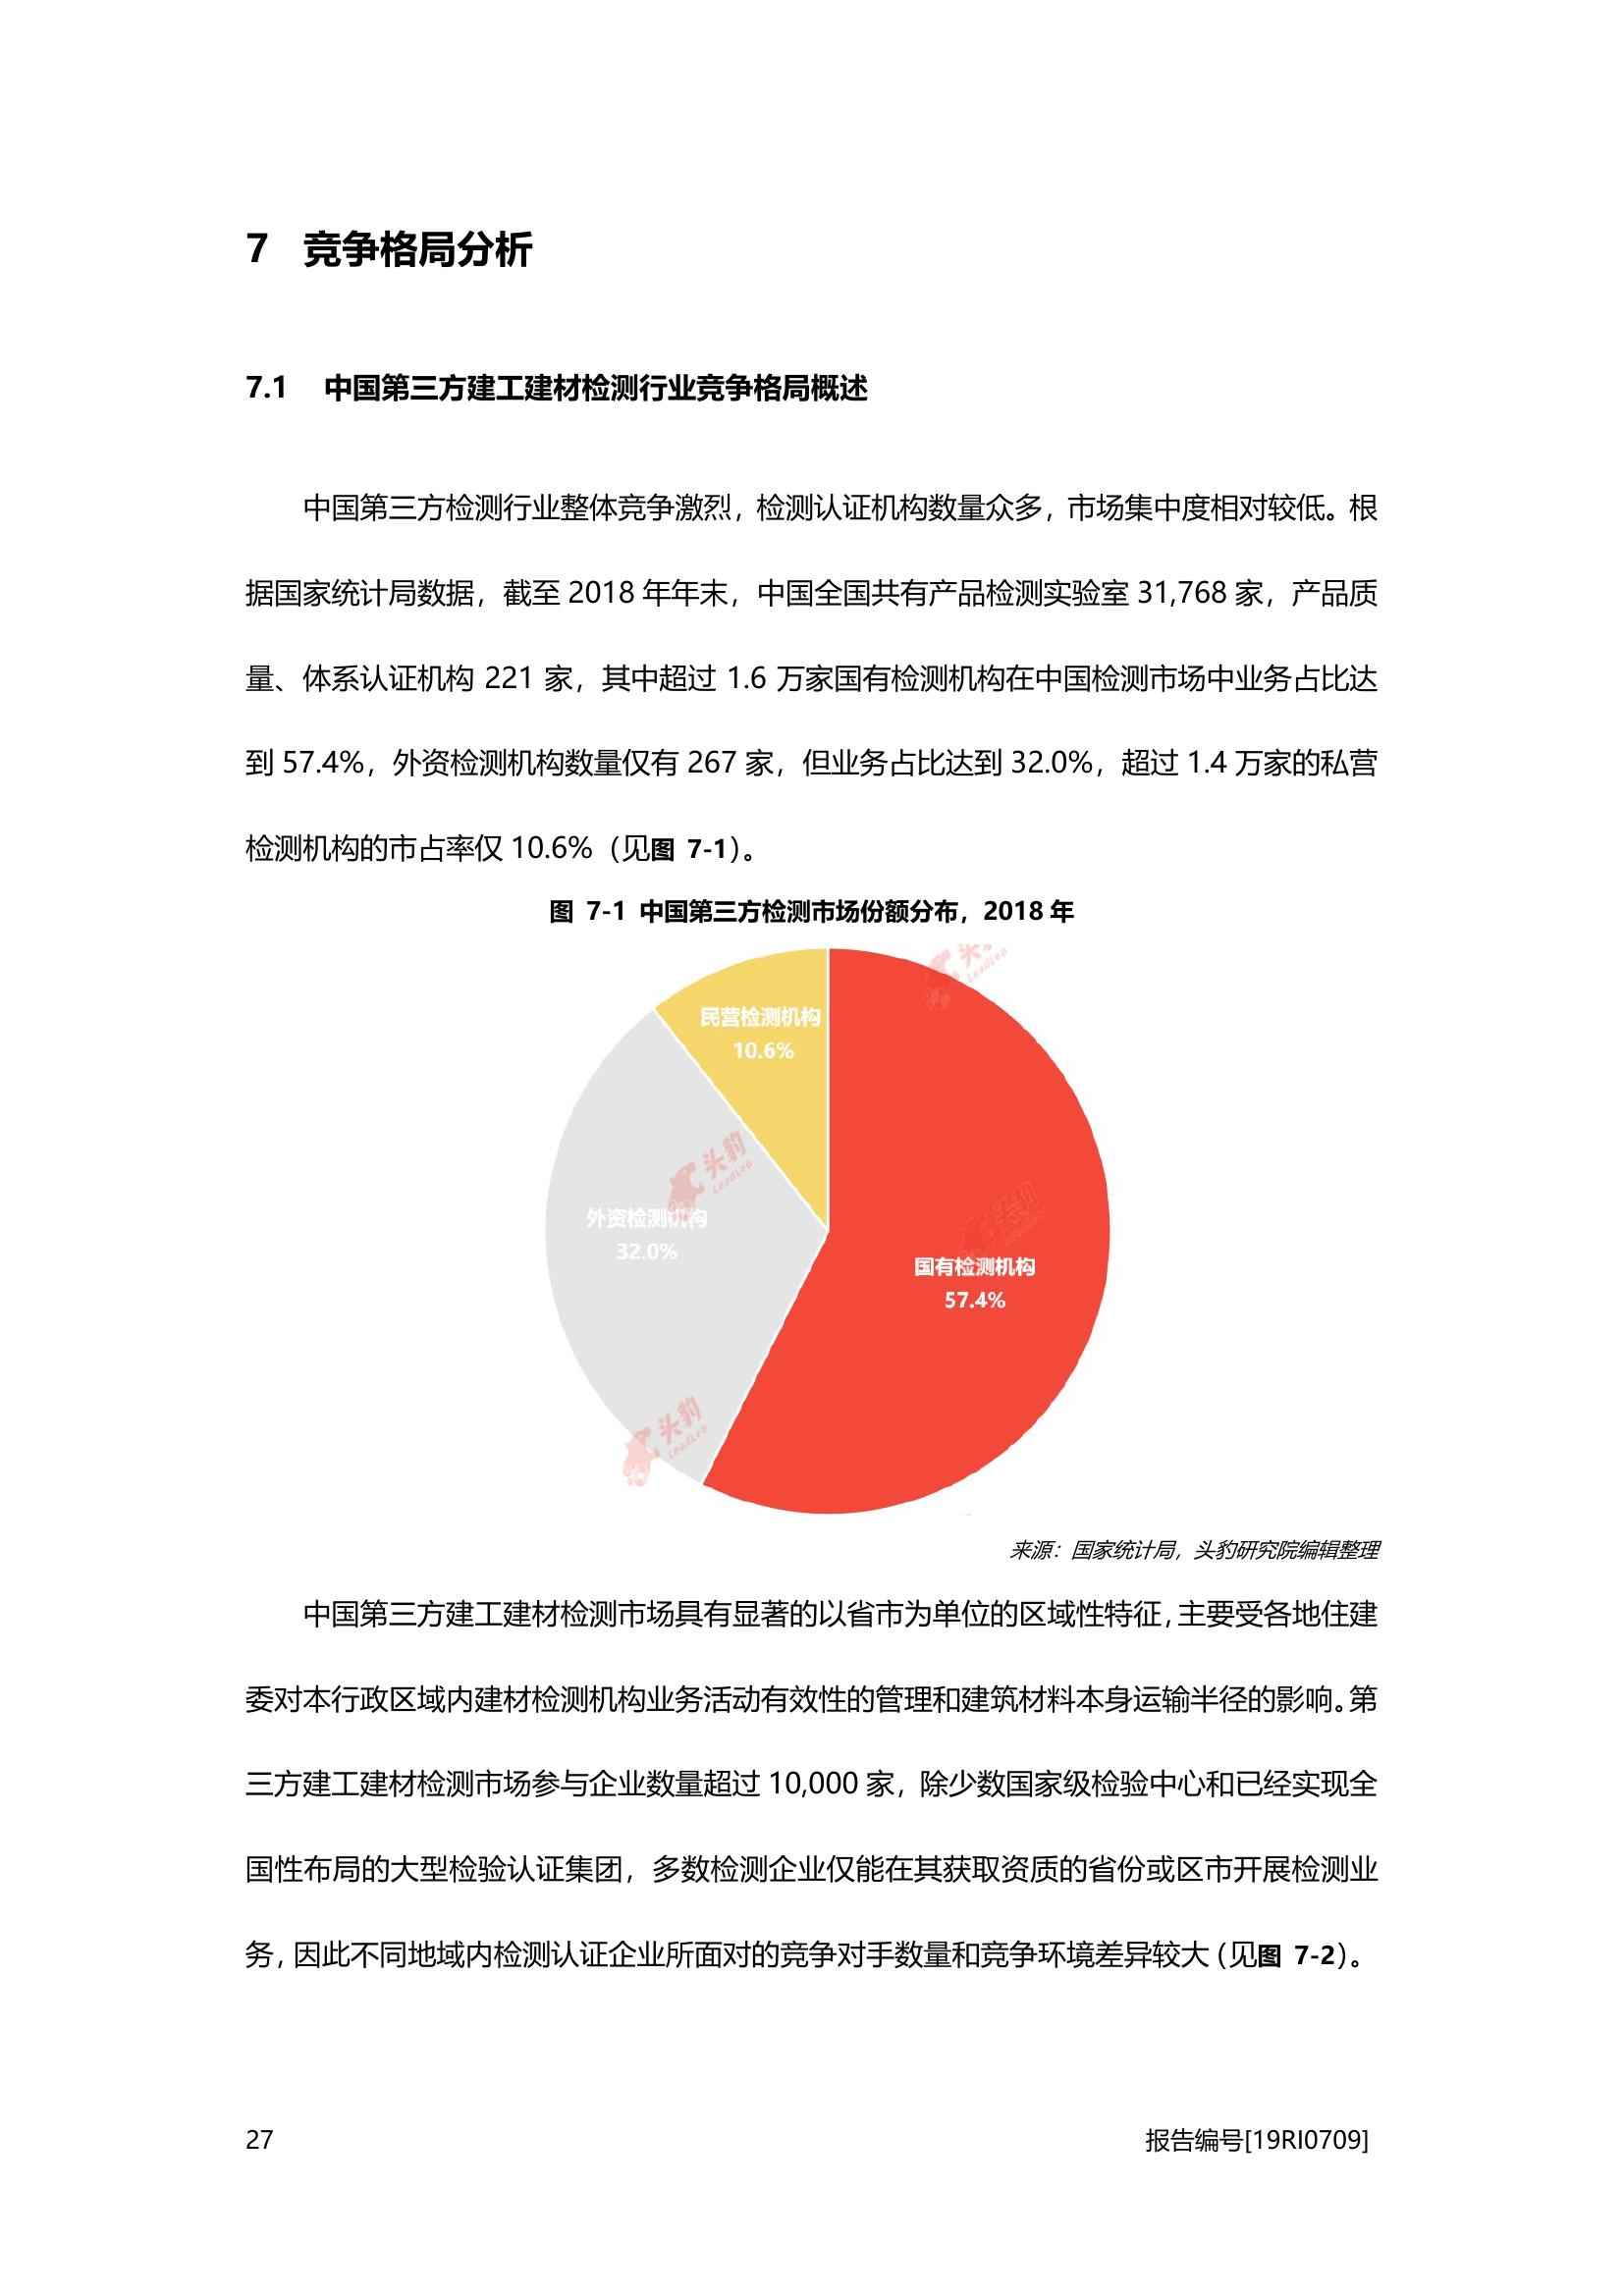 7 竞争格局分析
7.1 中国第三方建工建材检测行业竞争格局概述
中国第三方检测行业整体竞争激烈，检测认证机构数量众多，市场集中度相对较低。根
据国家统计局数据，截至 2018 年年末，中国全国共有产品检测实验室 31,768 家，产品质
量、体系认证机构 221 家，其中超过 1.6 万家国有检测机构在中国检测市场中业务占比达
到 57.4%，外资检测机构数量仅有 267 家，但业务占比达到 32.0%，超过 1.4 万家的私营
检测机构的市占率仅 10.6%（见图 7-1）。
图 7-1 中国第三方检测市场份额分布，2018 年
头豹
LeadLeo
民营检测机构
10.6%
头豹
LeadLeo
外资检测机构
32.0%
头豹
国有检测机构
57.4%
头豹
LeadLeo
来源：国家统计局，头豹研究院编辑整理
中国第三方建工建材检测市场具有显著的以省市为单位的区域性特征，主要受各地住建
委对本行政区域内建材检测机构业务活动有效性的管理和建筑材料本身运输半径的影响。第
三方建工建材检测市场参与企业数量超过 10,000 家，除少数国家级检验中心和已经实现全
国性布局的大型检验认证集团，多数检测企业仅能在其获取资质的省份或区市开展检测业
务，因此不同地域内检测认证企业所面对的竞争对手数量和竞争环境差异较大（见图 7-2）。
27
报告编号[19RI0709]